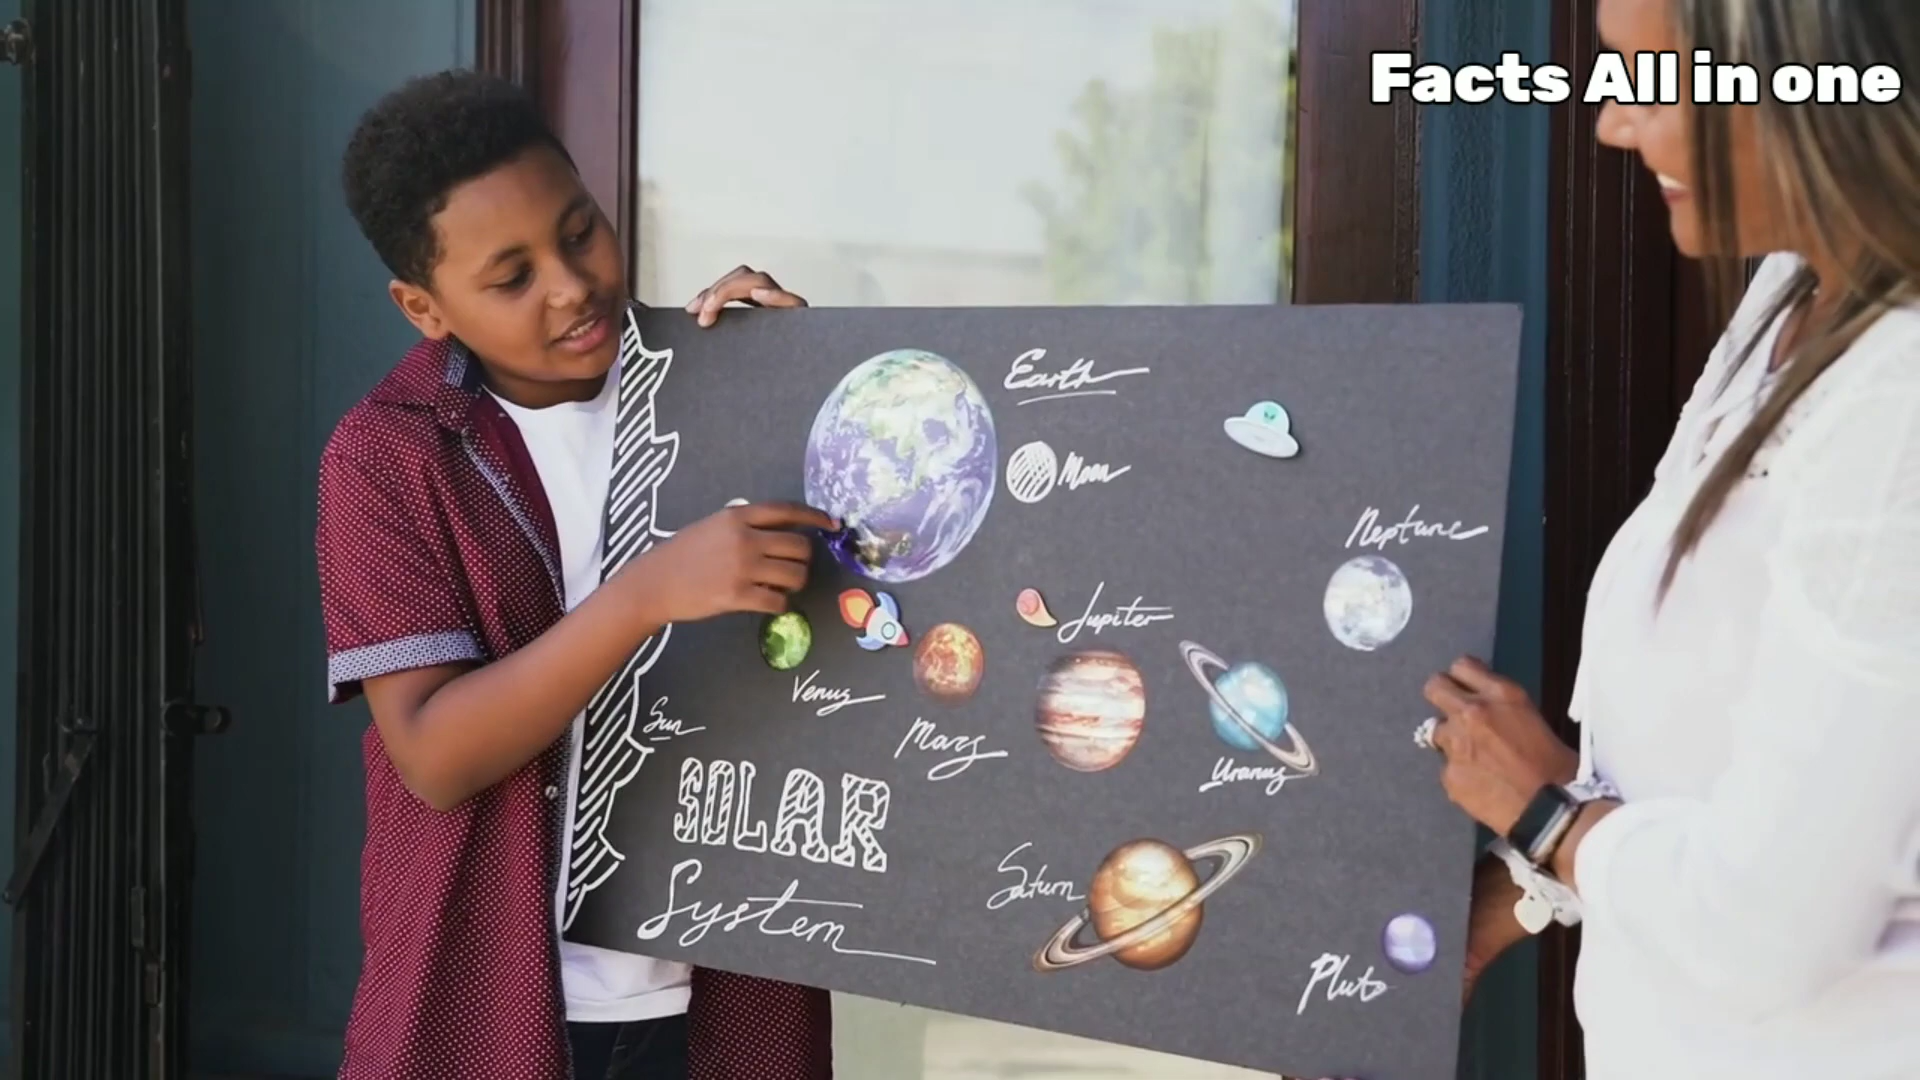 Facts All in one
Earth
Moon
Neptune
Jupiter
Venus
Sun
Mars
Uranus
SOLAR
System
Saturn
Pluto